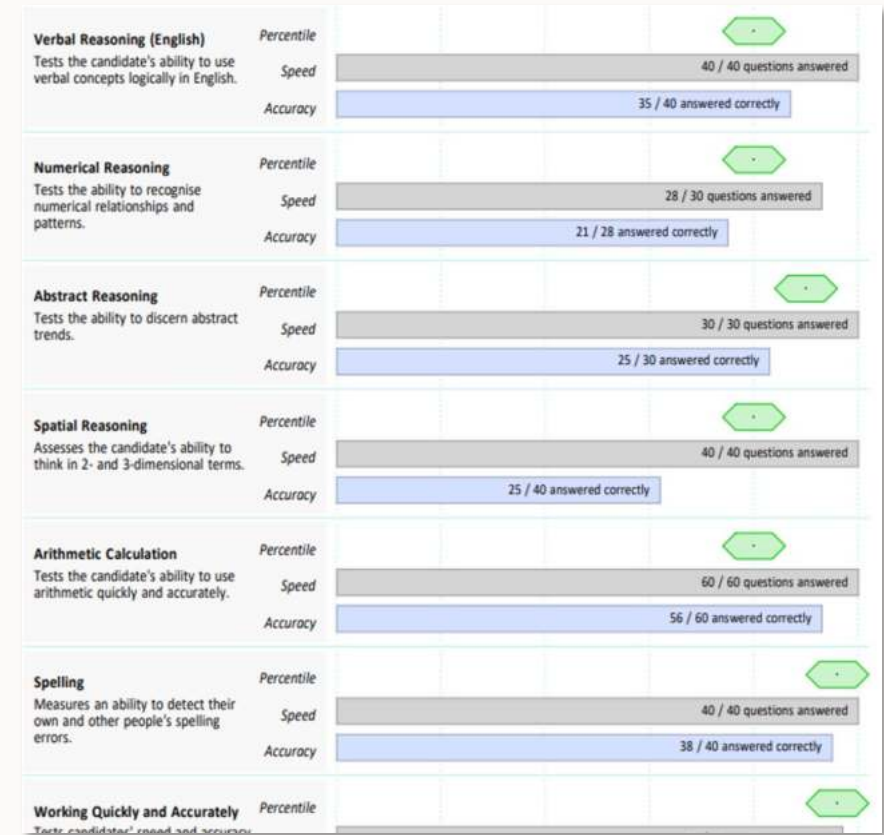 Verbal Reasoning (English)
Tests the candidate's ability to use
verbal concepts logically in English.
Percentile
Speed
40 / 40 questions answered
Accuracy
35 / 40 answered correctly
Numerical Reasoning
Tests the ability to recognise
numerical relationships and
patterns.
Percentile
Speed
28 / 30 questions answered
Accuracy
21 / 28 answered correctly
Abstract Reasoning
Tests the ability to discern abstract
trends.
Percentile
Speed
30 / 30 questions answered
Accuracy
25 / 30 answered correctly
Spatial Reasoning
Assesses the candidate's ability to
think in 2- and 3-dimensional terms.
Percentile
Speed
40 / 40 questions answered
Accuracy
25 / 40 answered correctly
Arithmetic Calculation
Tests the candidate's ability to use
arithmetic quickly and accurately.
Percentile
Speed
60 / 60 questions answered
Accuracy
56 / 60 answered correctly
Spelling
Measures an ability to detect their
own and other people's spelling
errors.
Percentile
Speed
40 / 40 questions answered
Accuracy
38 / 40 answered correctly
Working Quickly and Accurately
Percentile
Tests candidates' speed and accuracy